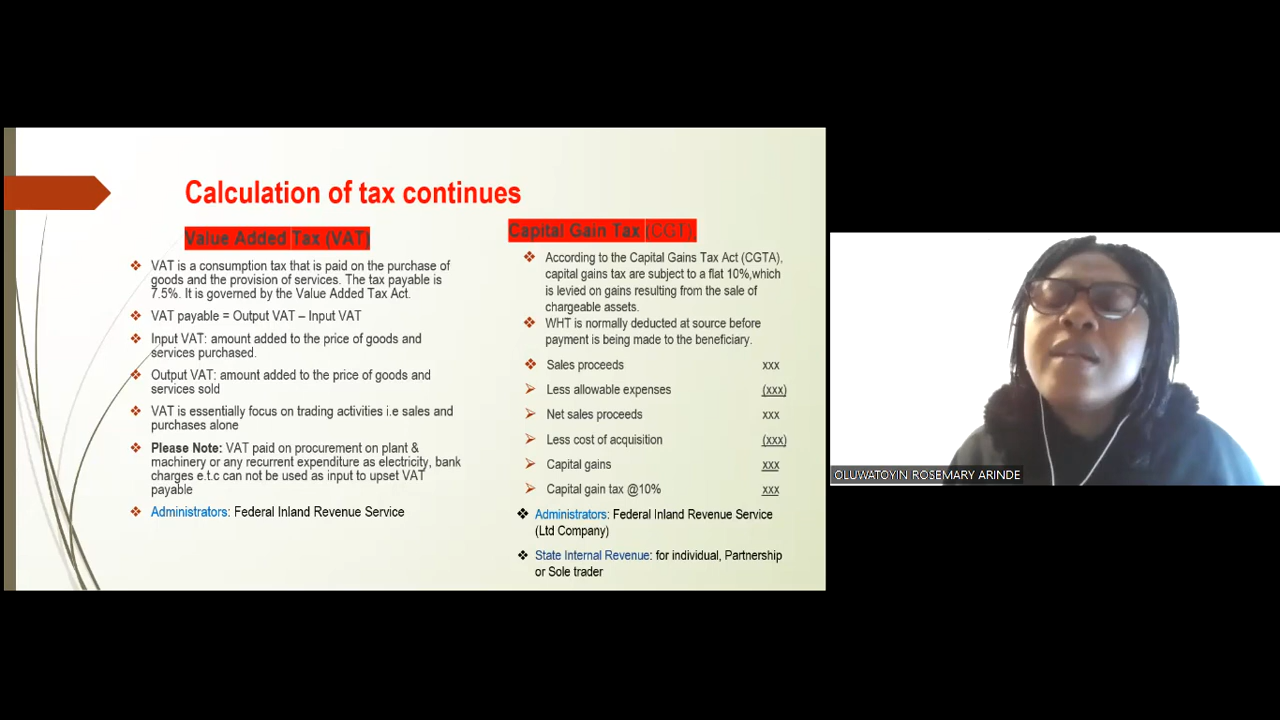 Calculation of tax continues
Value Added Tax (VAT)
VAT is a consumption tax that is paid on the purchase of
goods and the provision of services. The tax payable is
7.5%. It is governed by the Value Added Tax Act.
VAT payable = Output VAT – Input VAT
Input VAT: amount added to the price of goods and
services purchased.
Output VAT: amount added to the price of goods and
services sold
VAT is essentially focus on trading activities i.e sales and
purchases alone
Please Note: VAT paid on procurement on plant &
machinery or any recurrent expenditure as electricity, bank
charges e.t.c can not be used as input to upset VAT
payable
Administrators: Federal Inland Revenue Service
Capital Gain Tax (CGT),
According to the Capital Gains Tax Act (CGTA),
capital gains tax are subject to a flat 10%,which
is levied on gains resulting from the sale of
chargeable assets.
WHT is normally deducted at source before
payment is being made to the beneficiary.
Sales proceeds xxx
Less allowable expenses (xxx)
Net sales proceeds xxx
Less cost of acquisition (xxx)
Capital gains xxx
Capital gain tax @10% xxx
Administrators: Federal Inland Revenue Service
(Ltd Company)
State Internal Revenue: for individual, Partnership
or Sole trader
OLUWATOYIN ROSEMARY ARINDE